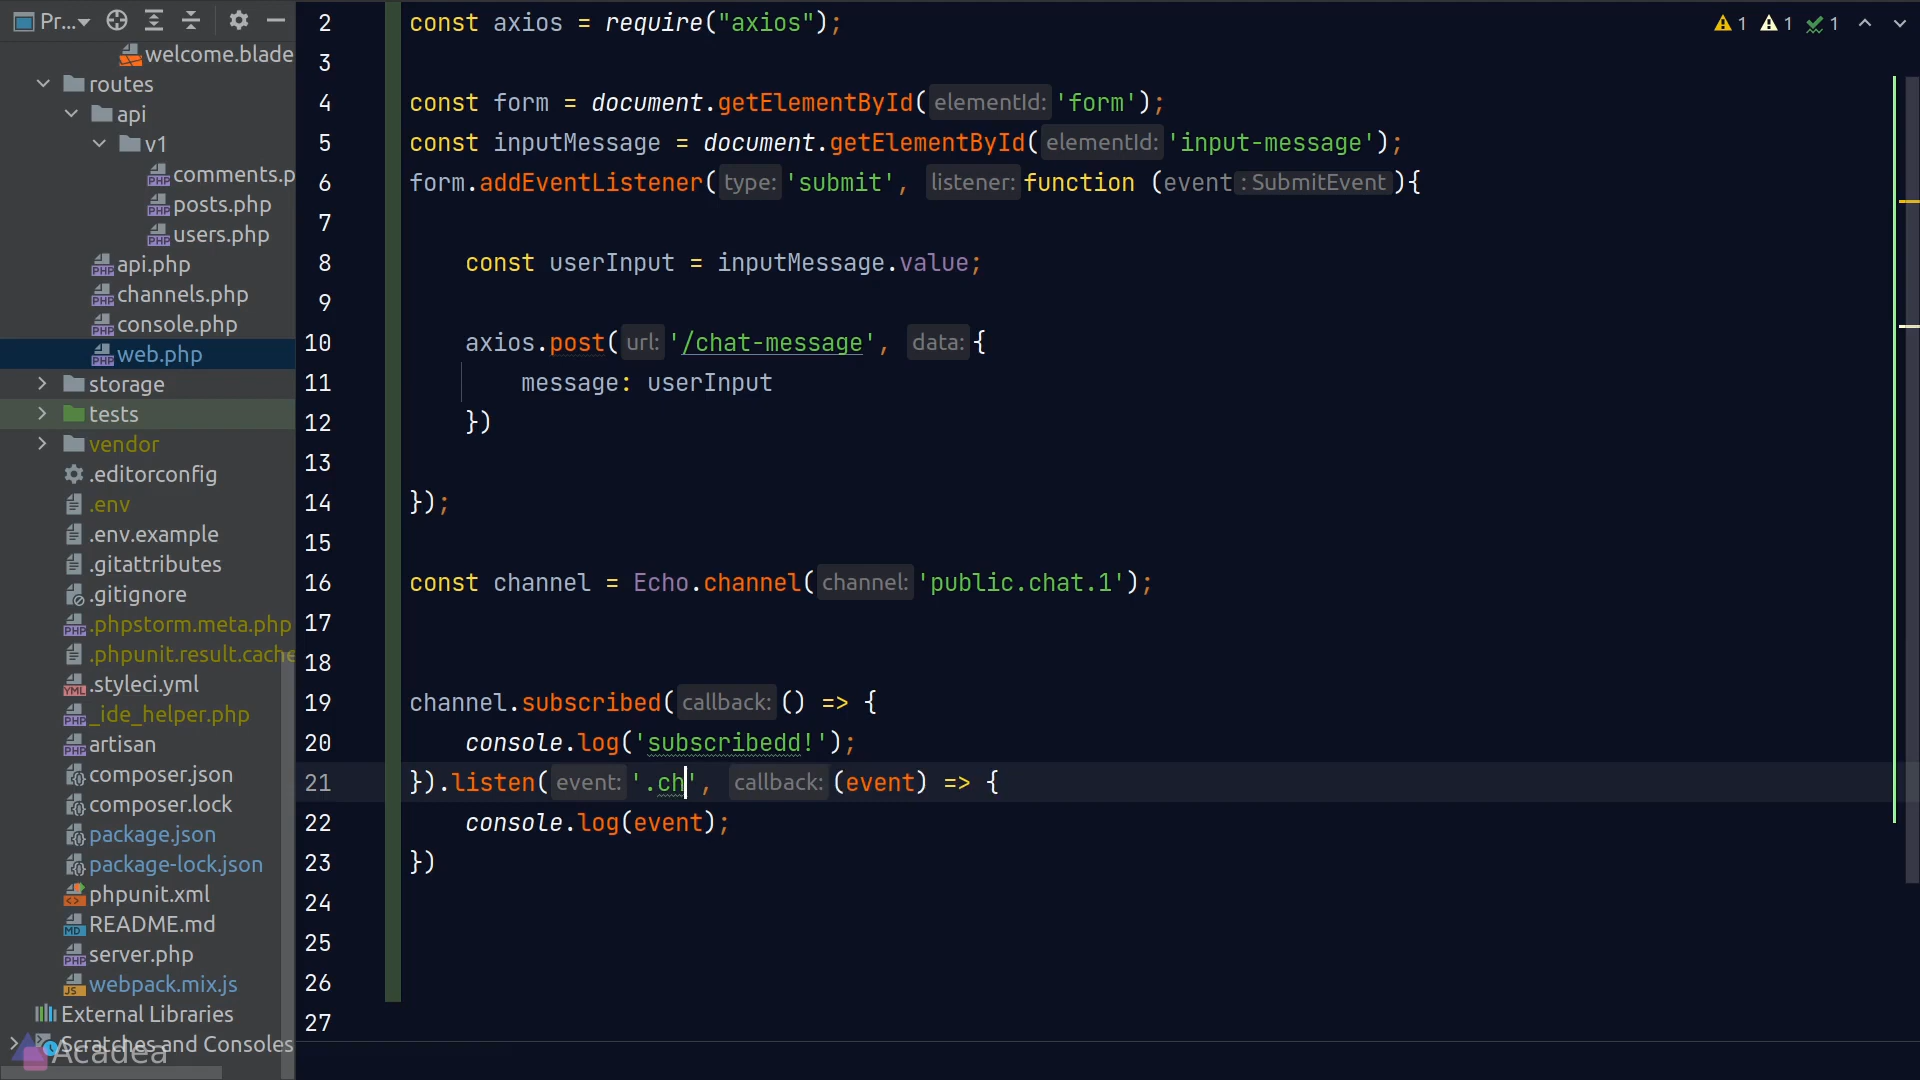 Pr...
welcome.blade
routes
api
v1
comments.p
posts.php
users.php
api.php
channels.php
console.php
web.php
storage
tests
vendor
.editorconfig
.env
.env.example
.gitattributes
.gitignore
.phpstorm.meta.php
.phpunit.result.cache
.styleci.yml
_ide_helper.php
artisan
composer.json
composer.lock
package.json
package-lock.json
phpunit.xml
README.md
server.php
webpack.mix.js
External Libraries
Scratches and Consoles
Acadea
1 1 1
2 const axios = require("axios");
3
4 const form = document.getElementById( elementId: 'form');
5 const inputMessage = document.getElementById( elementId: 'input-message');
6 form.addEventListener( type: 'submit', listener: function (event : SubmitEvent ){
7
8 const userInput = inputMessage.value;
9
10 axios.post( url: '/chat-message', data: {
11 message: userInput
12 })
13
14 });
15
16 const channel = Echo.channel( channel: 'public.chat.1');
17
18
19 channel.subscribed( callback: () => {
20 console.log('subscribedd!');
21 }).listen( event: '.ch', callback: (event) => {
22 console.log(event);
23 })
24
25
26
27